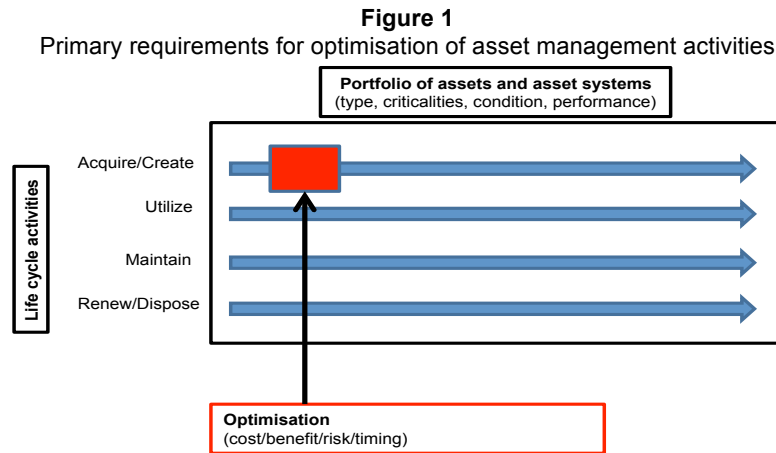 Figure 1
Primary requirements for optimisation of asset management activities
Portfolio of assets and asset systems
(type, criticalities, condition, performance)
Life cycle activities
Acquire/Create
Utilize
Maintain
Renew/Dispose
Optimisation
(cost/benefit/risk/timing)